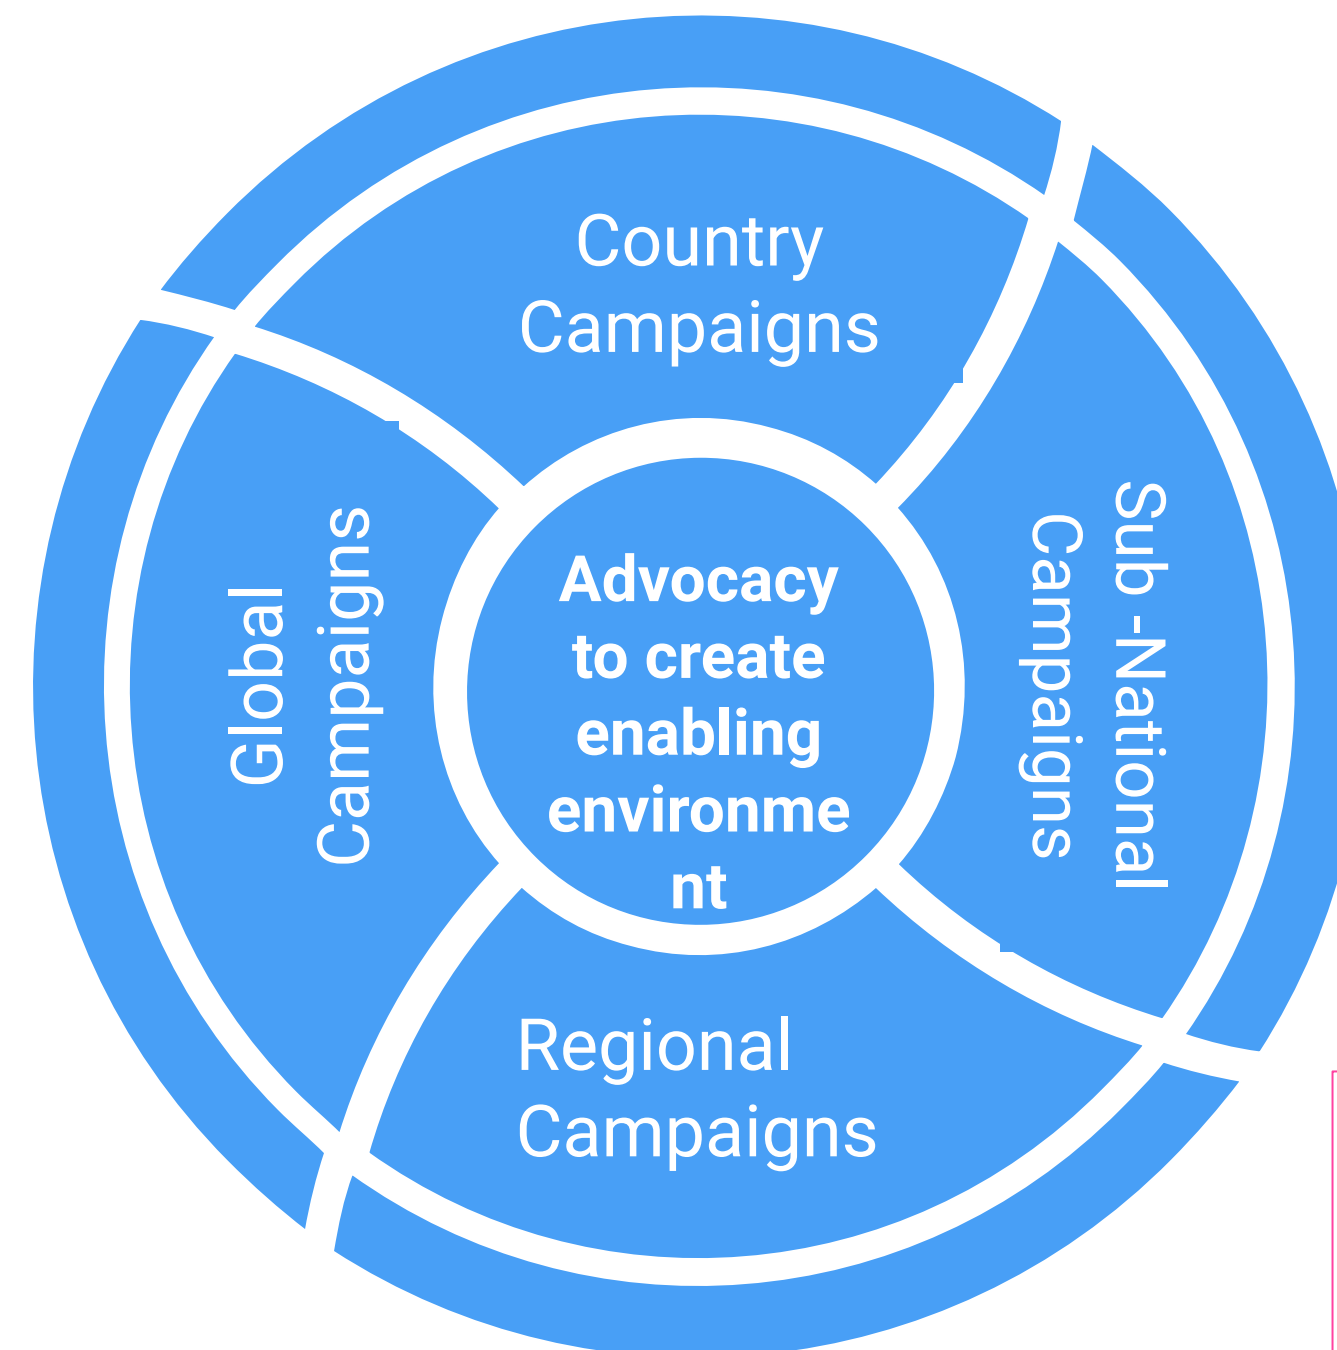 Country
Campaigns
Sub -National
Campaigns
Regional
Campaigns
Global
Campaigns
Advocacy
to create
enabling
environme
nt